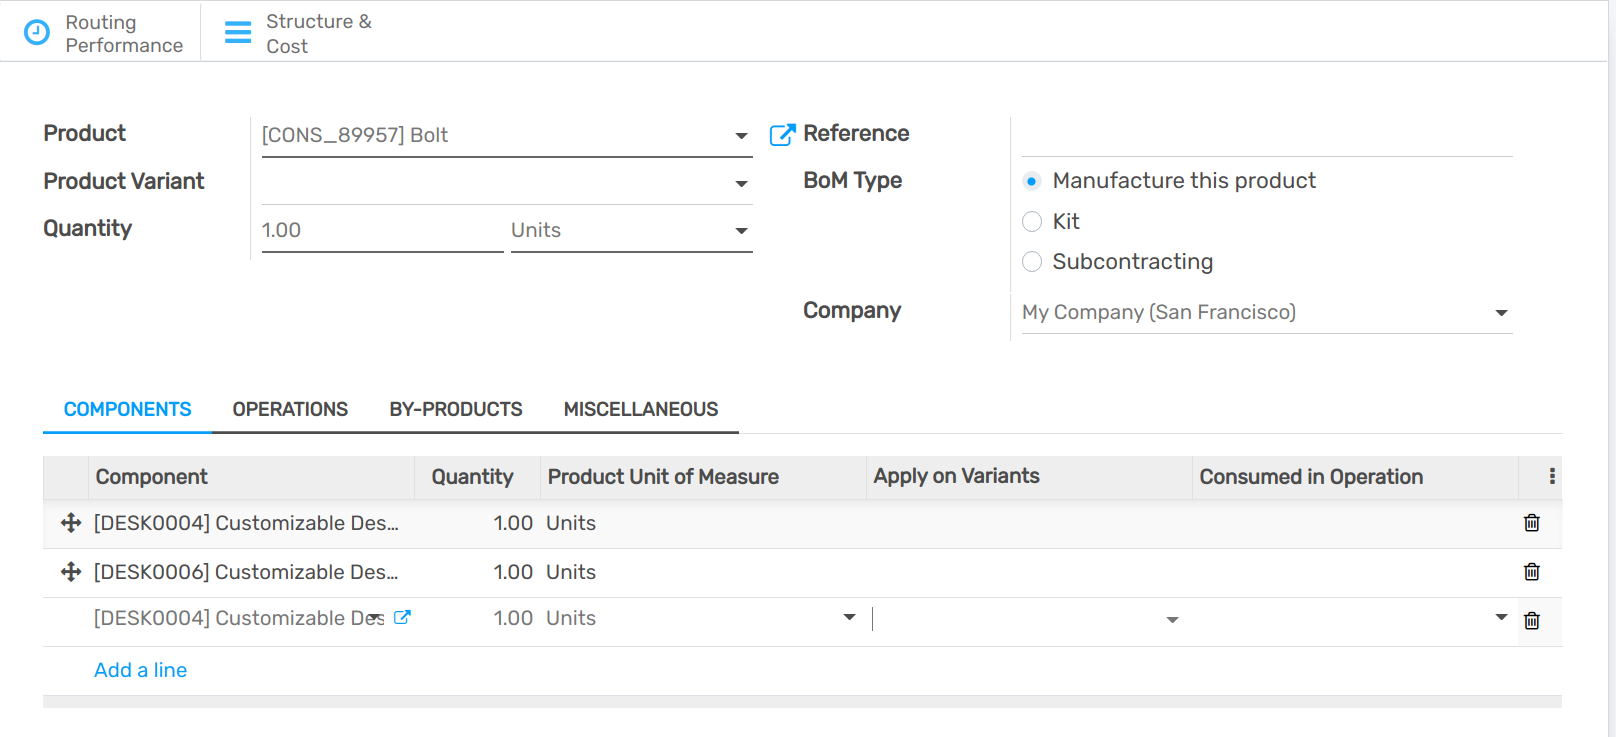 Routing
Performance
Structure &
Cost
Product
[CONS_89957] Bolt
Reference
Product Variant
BoM Type
Manufacture this product
Quantity
1.00
Units
Kit
Subcontracting
Company
My Company (San Francisco)
COMPONENTS OPERATIONS BY-PRODUCTS MISCELLANEOUS
Component Quantity Product Unit of Measure Apply on Variants Consumed in Operation
[DESK0004] Customizable Des... 1.00 Units
[DESK0006] Customizable Des... 1.00 Units
[DESK0004] Customizable Des 1.00 Units
Add a line